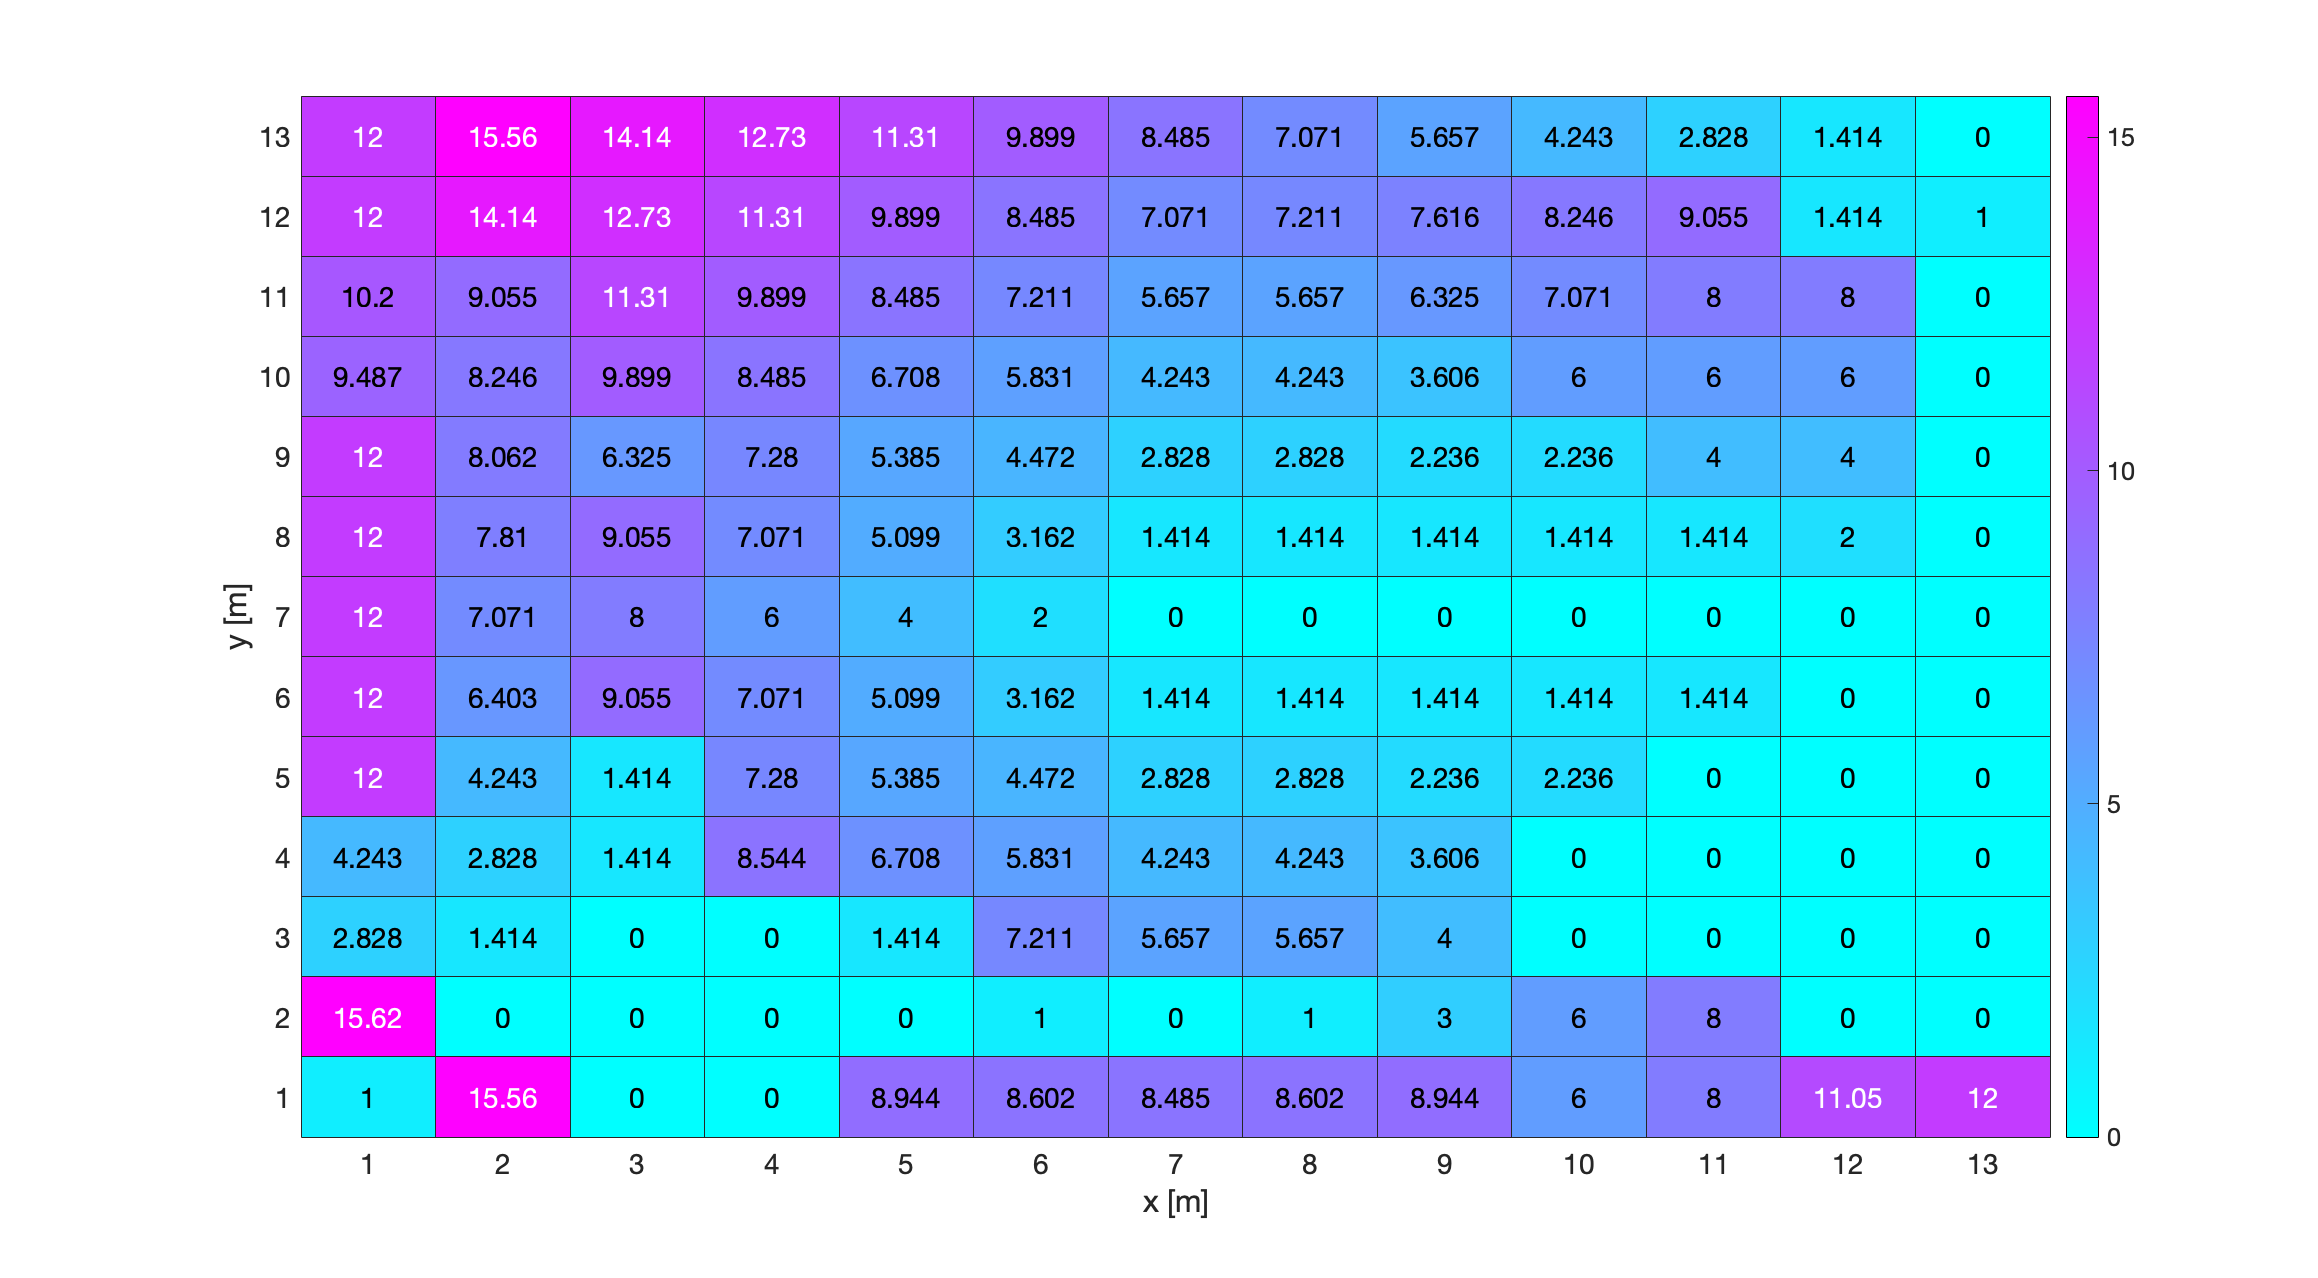 13 12 15.56 14.14 12.73 11.31 9.899 8.485 7.071 5.657 4.243 2.828 1.414 0 15
12 12 14.14 12.73 11.31 9.899 8.485 7.071 7.211 7.616 8.246 9.055 1.414 1
11 10.2 9.055 11.31 9.899 8.485 7.211 5.657 5.657 6.325 7.071 8 8 0
10 9.487 8.246 9.899 8.485 6.708 5.831 4.243 4.243 3.606 6 6 6 0
9 12 8.062 6.325 7.28 5.385 4.472 2.828 2.828 2.236 2.236 4 4 0 10
8 12 7.81 9.055 7.071 5.099 3.162 1.414 1.414 1.414 1.414 1.414 2 0
7 12 7.071 8 6 4 2 0 0 0 0 0 0 0
y [m]
6 12 6.403 9.055 7.071 5.099 3.162 1.414 1.414 1.414 1.414 1.414 0 0
5 12 4.243 1.414 7.28 5.385 4.472 2.828 2.828 2.236 2.236 0 0 0 5
4 4.243 2.828 1.414 8.544 6.708 5.831 4.243 4.243 3.606 0 0 0 0
3 2.828 1.414 0 0 1.414 7.211 5.657 5.657 4 0 0 0 0
2 15.62 0 0 0 0 1 0 1 3 6 8 0 0
1 1 15.56 0 0 8.944 8.602 8.485 8.602 8.944 6 8 11.05 12 0
1 2 3 4 5 6 7 8 9 10 11 12 13
x [m]